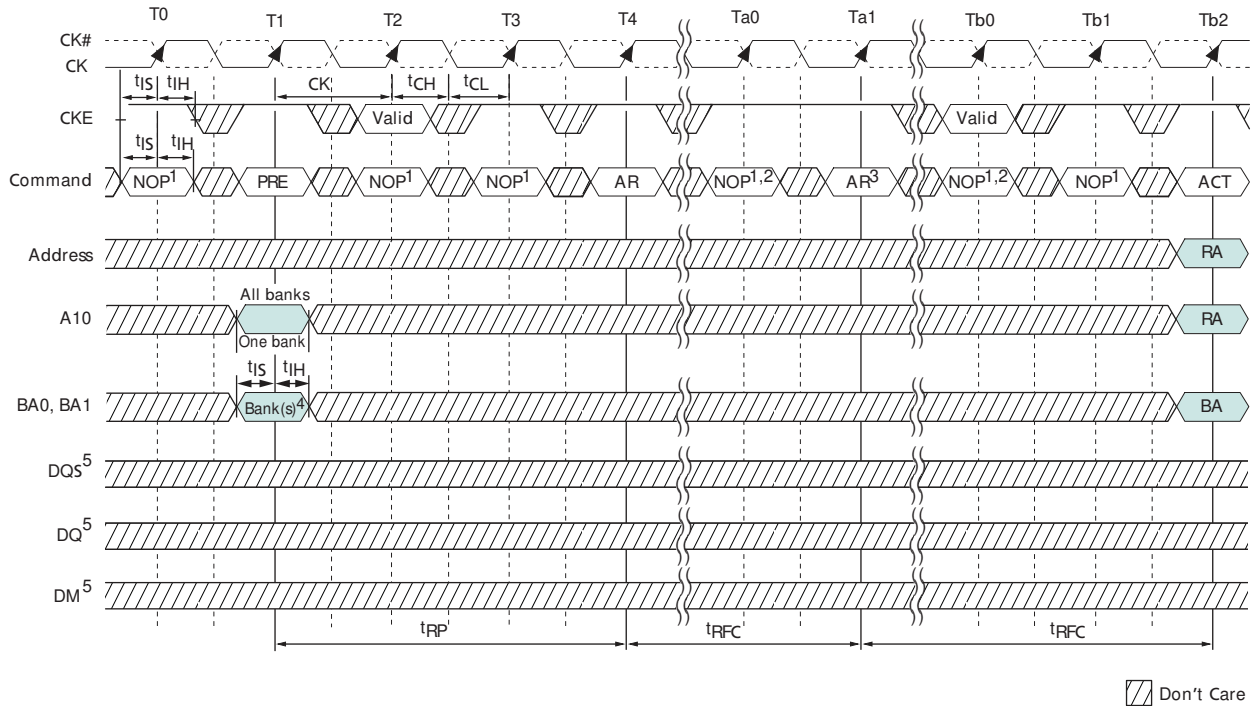 T0 T1 T2 T3 T4 Ta0 Ta1 Tb0 Tb1 Tb2
CK#
CK
tIS tIH CK tCH tCL
CKE Valid Valid
tIS tIH
Command NOP1 PRE NOP1 NOP1 AR NOP1,2 AR3 NOP1,2 NOP1 ACT
Address RA
All banks
A10 RA
One bank
tIS tIH
BA0, BA1 Bank(s)4 BA
DQS5
DQ5
DM5
tRP tRFC tRFC
Don't Care